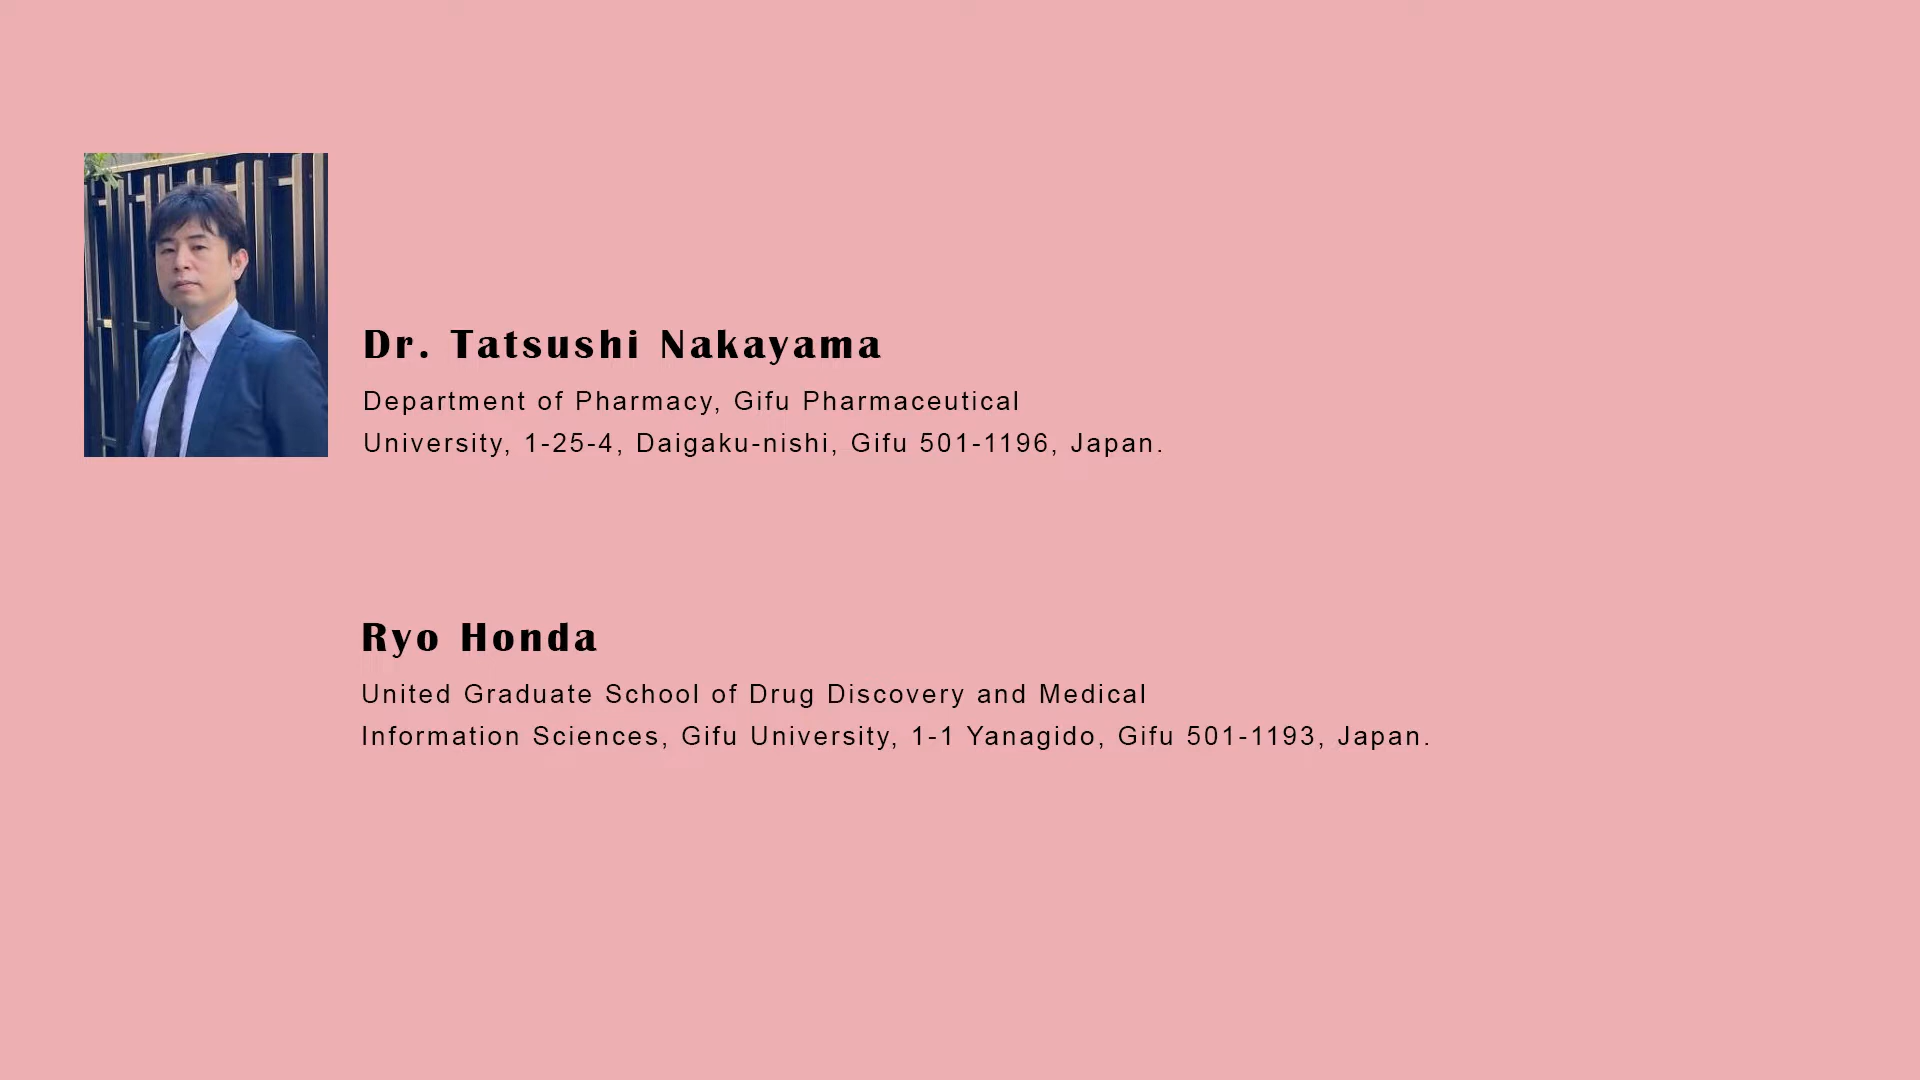 Dr. Tatsushi Nakayama
Department of Pharmacy, Gifu Pharmaceutical
University, 1-25-4, Daigaku-nishi, Gifu 501-1196, Japan.
Ryo Honda
United Graduate School of Drug Discovery and Medical
Information Sciences, Gifu University, 1-1 Yanagido, Gifu 501-1193, Japan.